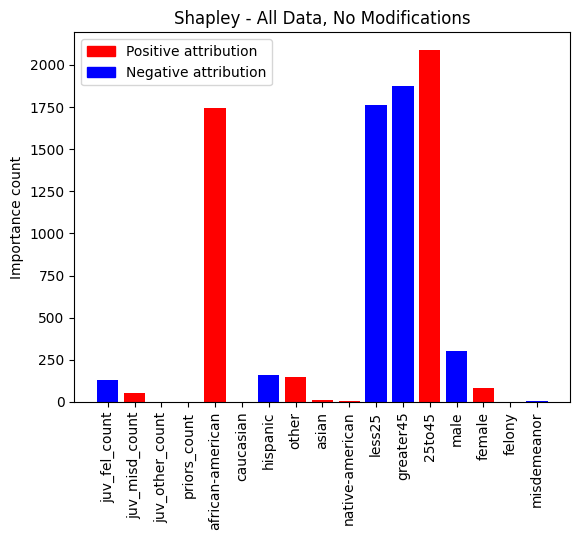 Shapley - All Data, No Modifications
Positive attribution
Negative attribution
Importance count
2000
1750
1500
1250
1000
750
500
250
0
juv_fel_count
juv_misd_count
juv_other_count
priors_count
african-american
caucasian
hispanic
other
asian
native-american
less25
greater45
25to45
male
female
felony
misdemeanor